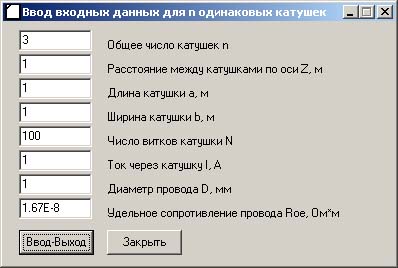 Ввод входных данных для n одинаковых катушек
3 Общее число катушек n
1 Расстояние между катушками по оси Z, м
1 Длина катушки a, м
1 Ширина катушки b, м
100 Число витков катушки N
1 Ток через катушку I, А
1 Диаметр провода D, мм
1.67E-8 Удельное сопротивление провода Roe, Ом*м
Ввод-Выход Закрыть